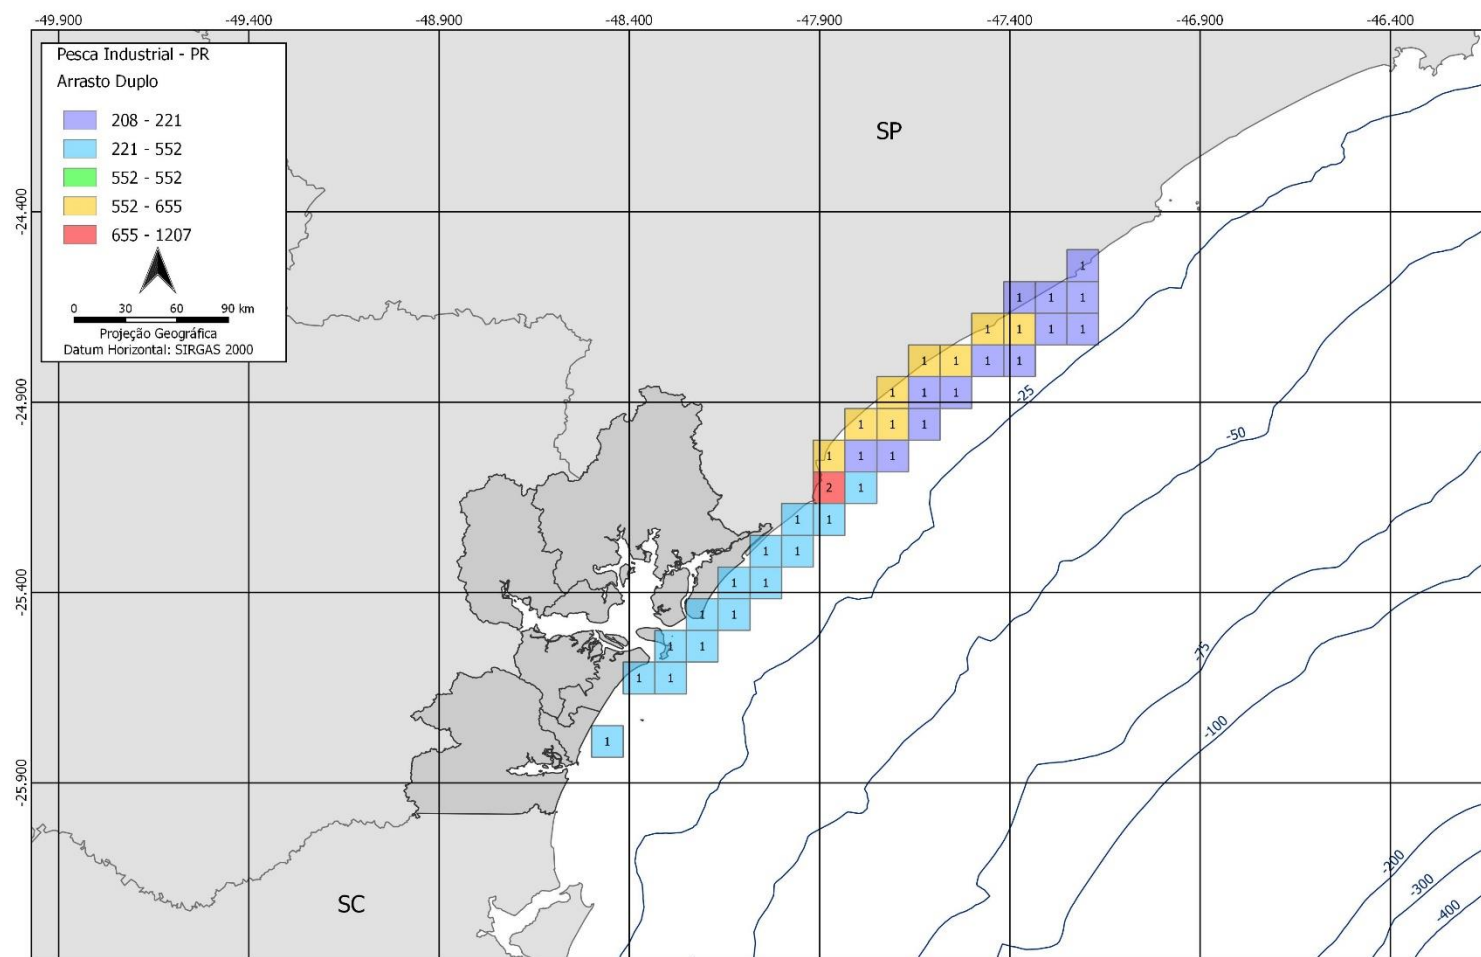 -49.900 -49.400 -48.900 -48.400 -47.900 -47.400 -46.900 -46.400
Pesca Industrial - PR
Arrasto Duplo
208 - 221
221 - 552
552 - 552
552 - 655
655 - 1207
0 30 60 90 km
Projeção Geográfica
Datum Horizontal: SIRGAS 2000
SP
-24.400
1
1 1 1
1 1 1 1
1 1 1 1
-24.900
1 1 1
-25
1 1 1
-50
1 1 1
2 1
1 1
1 1
-25.400
1 1
1 1
1 1
-75
1 1
-100
1
-25.900
-200
-300
-400
SC